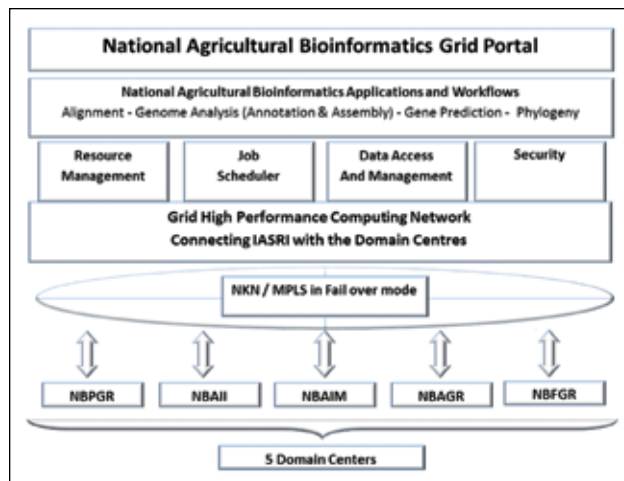 National Agricultural Bioinformatics Grid Portal
National Agricultural Bioinformatics Applications and Workflows
Alignment - Genome Analysis (Annotation & Assembly) - Gene Prediction - Phylogeny
Resource
Management
Job
Scheduler
Data Access
And Management
Security
Grid High Performance Computing Network
Connecting IASRI with the Domain Centres
NKN / MPLS in Fail over mode
NBPGR
NBAII
NBAIM
NBAGR
NBFGR
5 Domain Centers